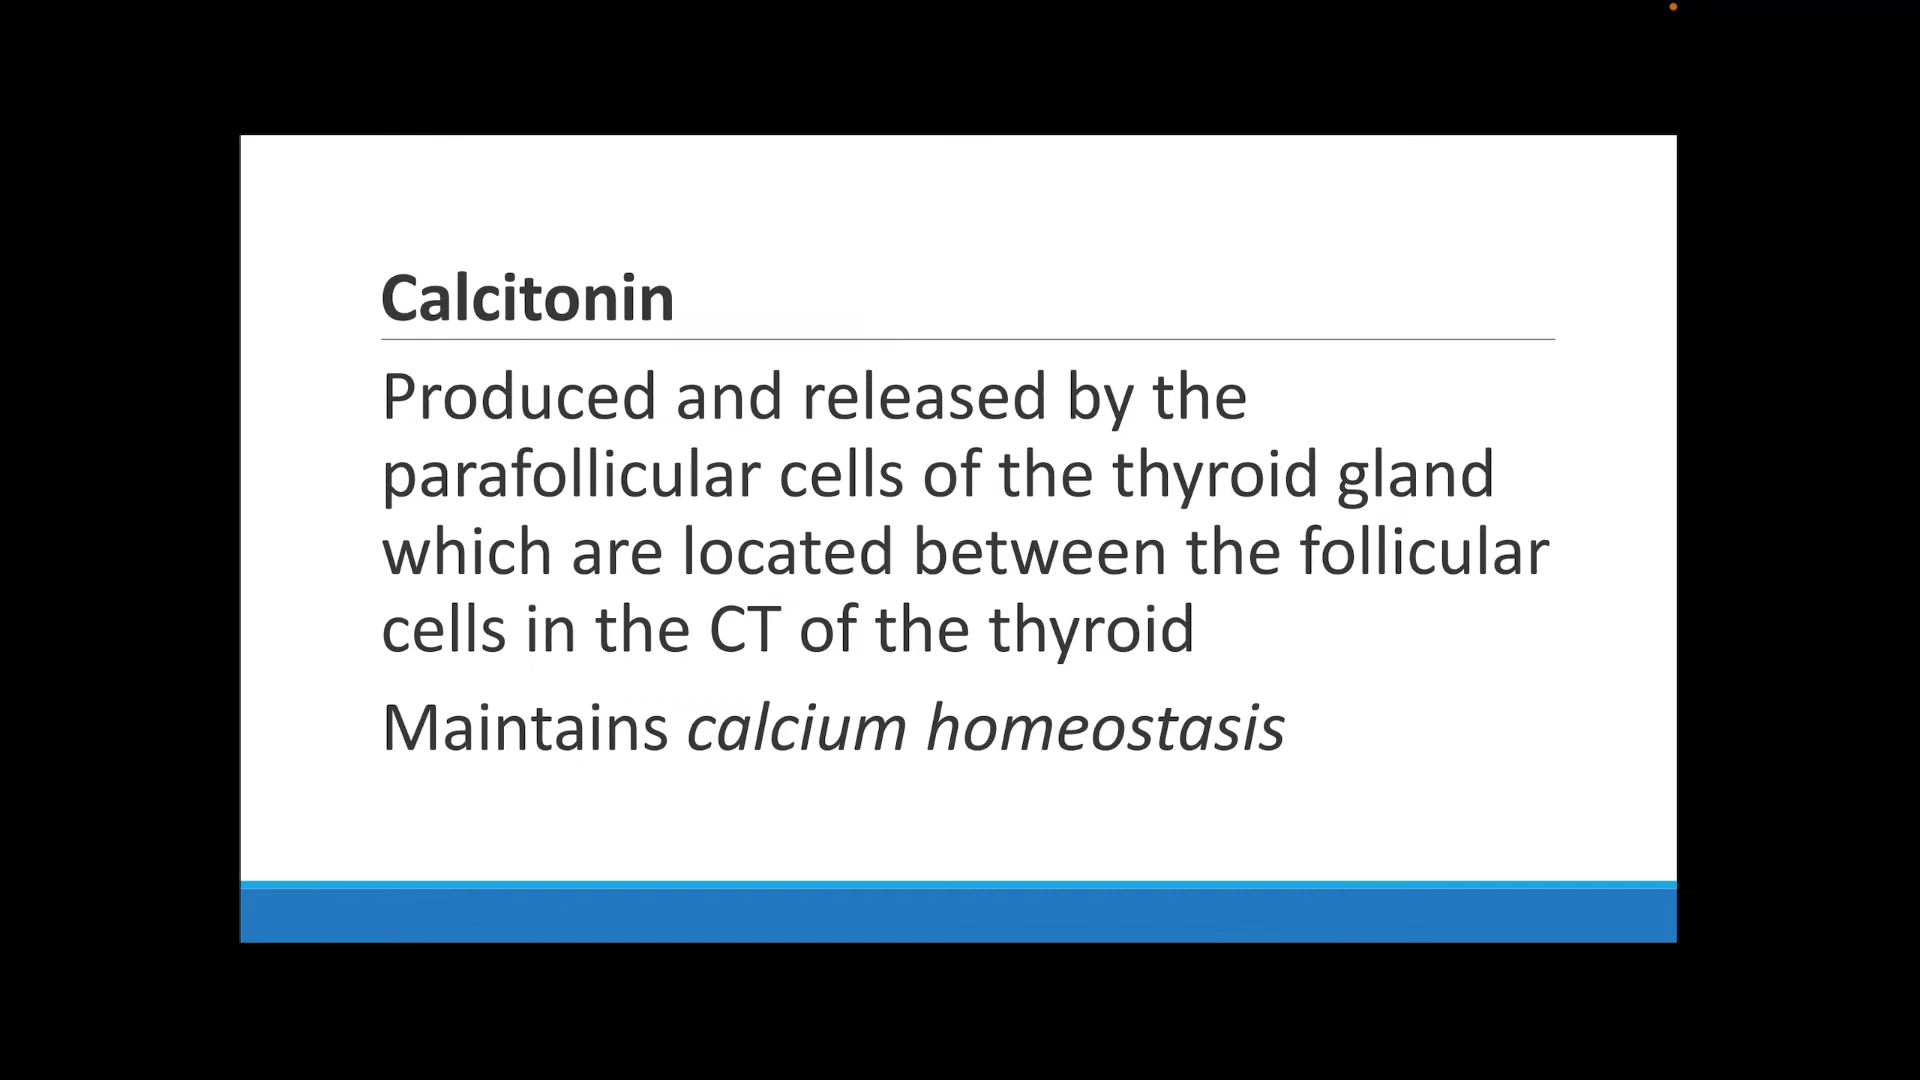 Calcitonin
Produced and released by the
parafollicular cells of the thyroid gland
which are located between the follicular
cells in the CT of the thyroid
Maintains calcium homeostasis